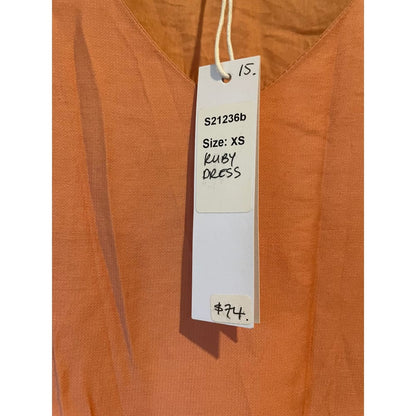 15.
S21236b
Size: XS
RUBY
DRESS
$74.